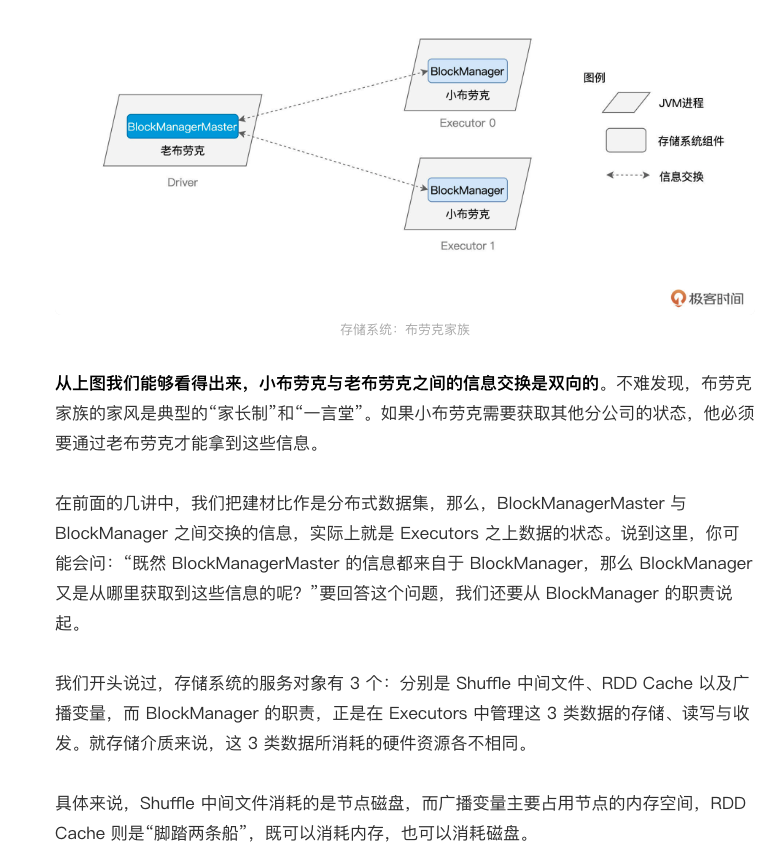 BlockManager
小布劳克
Executor 0
BlockManagerMaster
老布劳克
Driver
BlockManager
小布劳克
Executor 1
图例
JVM进程
存储系统组件
信息交换
极客时间
存储系统：布劳克家族
从上图我们能够看得出来，小布劳克与老布劳克之间的信息交换是双向的。不难发现，布劳克
家族的家风是典型的“家长制”和“一言堂”。如果小布劳克需要获取其他分公司的状态，他必须
要通过老布劳克才能拿到这些信息。
在前面的几讲中，我们把建材比作是分布式数据集，那么，BlockManagerMaster 与
BlockManager 之间交换的信息，实际上就是 Executors 之上数据的状态。说到这里，你可
能会问：“既然 BlockManagerMaster 的信息都来自于 BlockManager，那么 BlockManager
又是从哪里获取到这些信息的呢？”要回答这个问题，我们还要从 BlockManager 的职责说
起。
我们开头说过，存储系统的服务对象有 3 个：分别是 Shuffle 中间文件、RDD Cache 以及广
播变量，而 BlockManager 的职责，正是在 Executors 中管理这 3 类数据的存储、读写与收
发。就存储介质来说，这 3 类数据所消耗的硬件资源各不相同。
具体来说，Shuffle 中间文件消耗的是节点磁盘，而广播变量主要占用节点的内存空间，RDD
Cache 则是“脚踏两条船”，既可以消耗内存，也可以消耗磁盘。